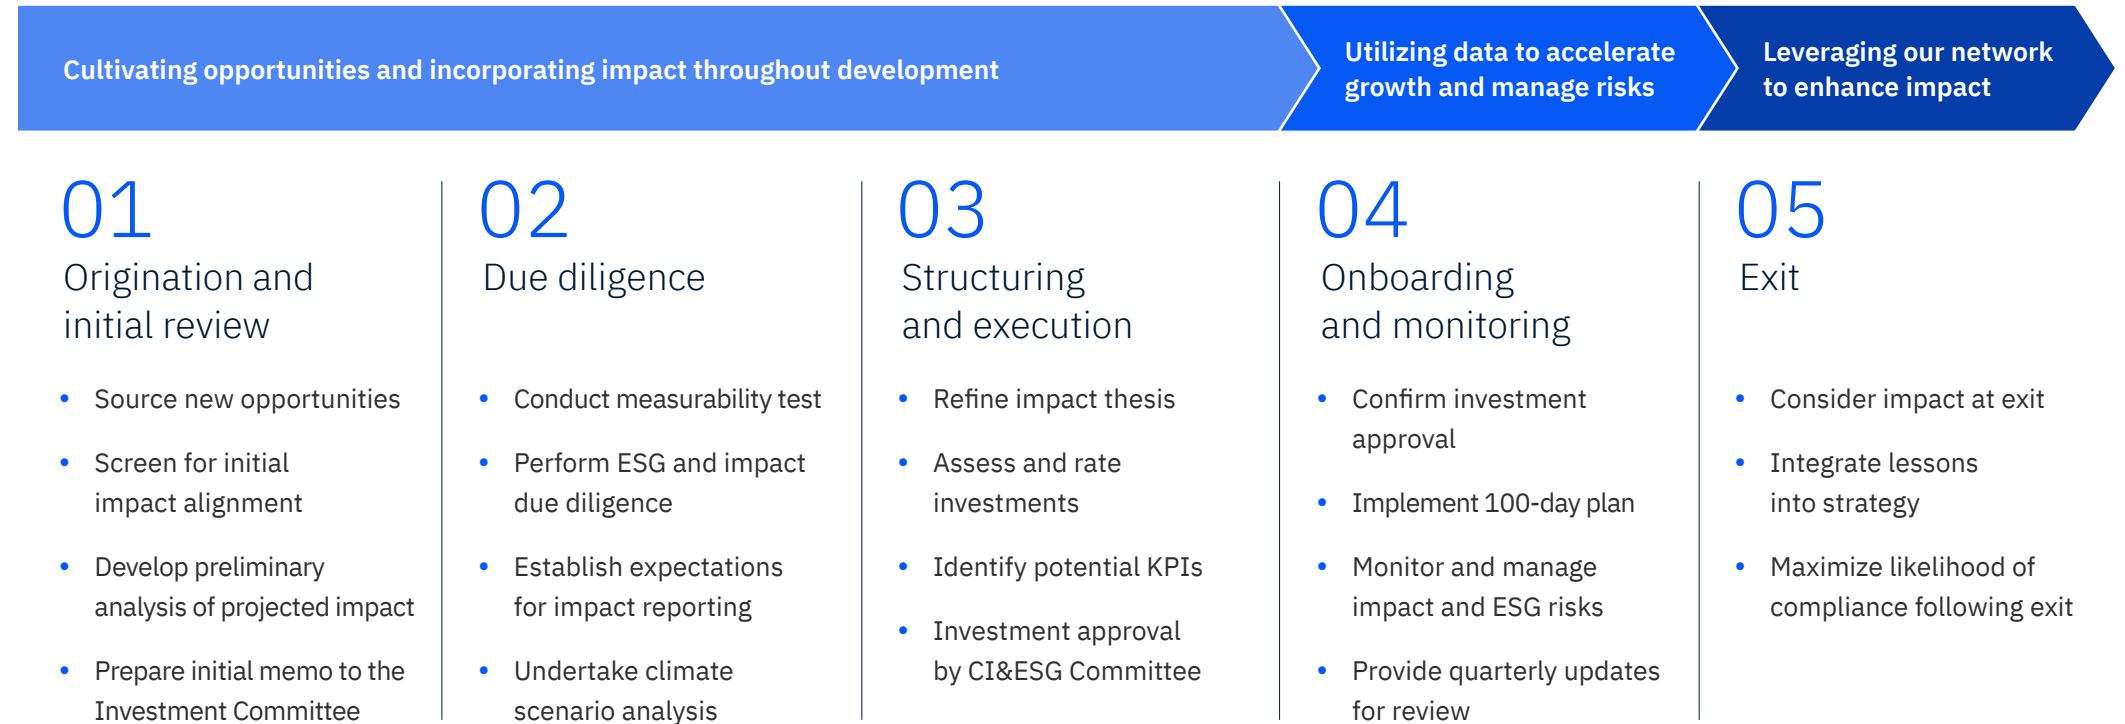 Cultivating opportunities and incorporating impact throughout development
Utilizing data to accelerate
growth and manage risks
Leveraging our network
to enhance impact
01
Origination and
initial review
• Source new opportunities
• Screen for initial
impact alignment
• Develop preliminary
analysis of projected impact
• Prepare initial memo to the
Investment Committee
02
Due diligence
• Conduct measurability test
• Perform ESG and impact
due diligence
• Establish expectations
for impact reporting
• Undertake climate
scenario analysis
03
Structuring
and execution
• Refine impact thesis
• Assess and rate
investments
• Identify potential KPIs
• Investment approval
by CI&ESG Committee
04
Onboarding
and monitoring
• Confirm investment
approval
• Implement 100-day plan
• Monitor and manage
impact and ESG risks
• Provide quarterly updates
for review
05
Exit
• Consider impact at exit
• Integrate lessons
into strategy
• Maximize likelihood of
compliance following exit